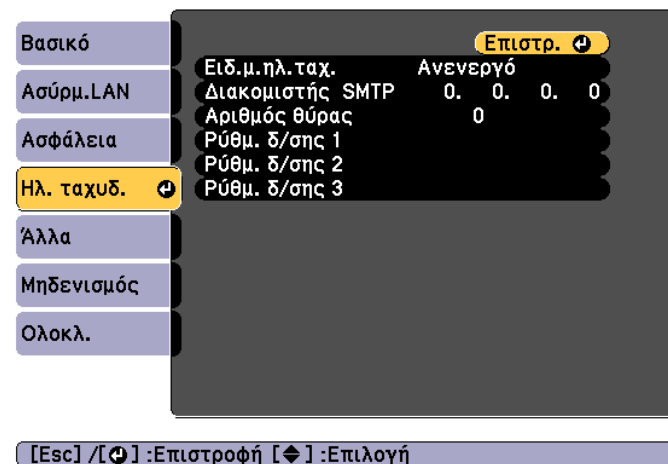 Βασικό
Ασύρμ.LAN
Ασφάλεια
Ηλ. ταχυδ.
Άλλα
Μηδενισμός
Ολοκλ.
Επιστρ.
Ειδ.μ.ηλ.ταχ. Ανενεργό
Διακομιστής SMTP 0. 0. 0. 0
Αριθμός θύρας 0
Ρύθμ. δ/σης 1
Ρύθμ. δ/σης 2
Ρύθμ. δ/σης 3
[Esc] /[⏎] :Επιστροφή [◆] :Επιλογή